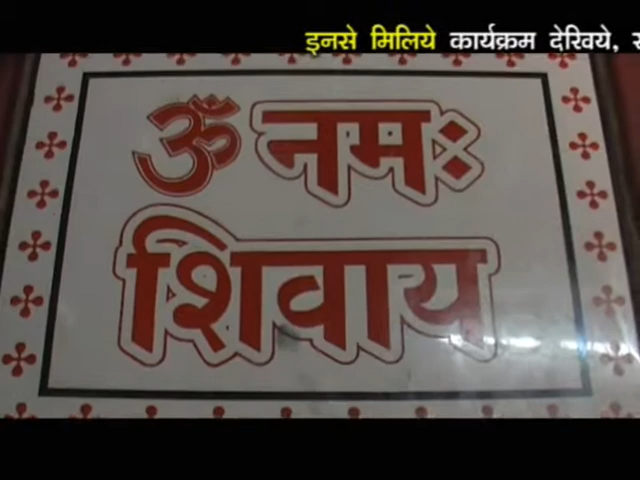 इनसे मिलिये कार्यक्रम देखिये,
ॐ नमः
शिवाय